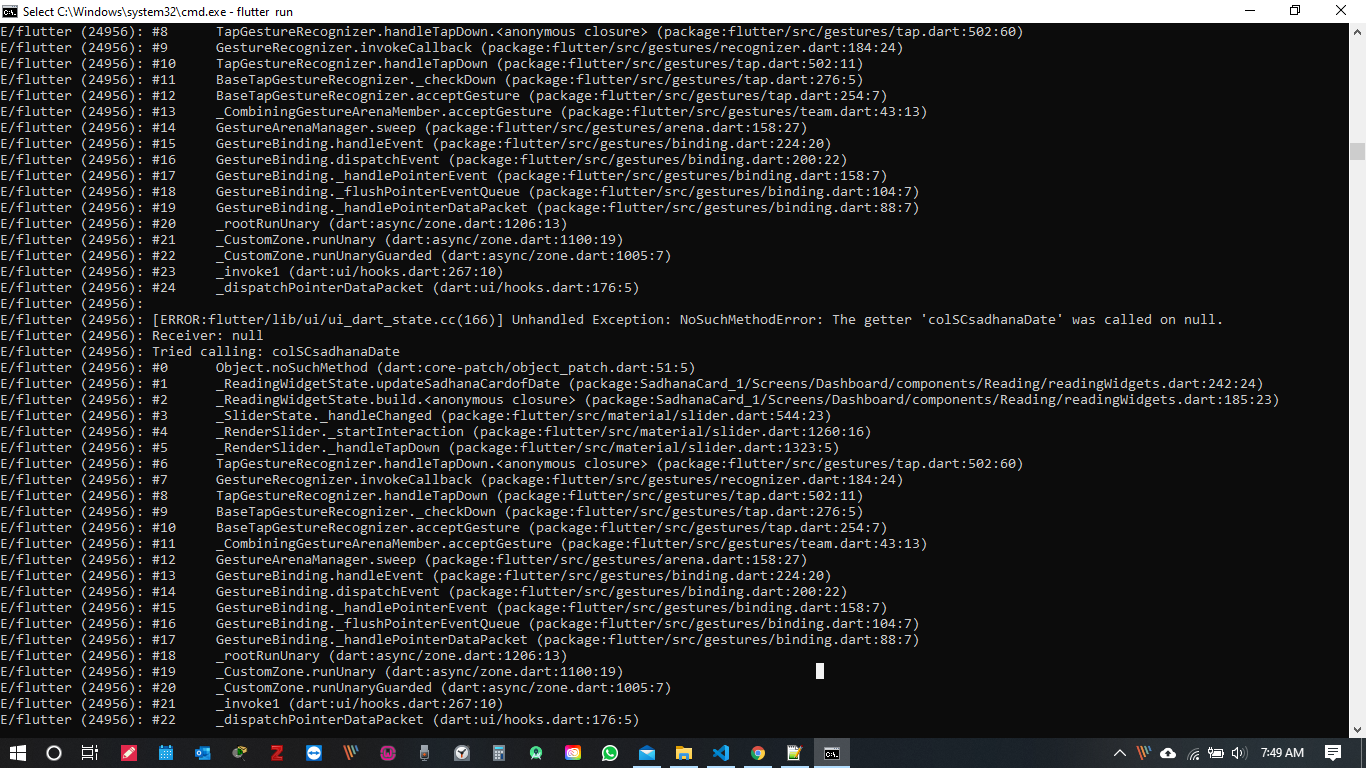 Select C:\Windows\system32\cmd.exe - flutter  run
E/flutter (24956): #8      TapGestureRecognizer.handleTapDown.<anonymous closure> (package:flutter/src/gestures/tap.dart:502:60)
E/flutter (24956): #9      GestureRecognizer.invokeCallback (package:flutter/src/gestures/recognizer.dart:184:24)
E/flutter (24956): #10     TapGestureRecognizer.handleTapDown (package:flutter/src/gestures/tap.dart:502:11)
E/flutter (24956): #11     BaseTapGestureRecognizer._checkDown (package:flutter/src/gestures/tap.dart:276:5)
E/flutter (24956): #12     BaseTapGestureRecognizer.acceptGesture (package:flutter/src/gestures/tap.dart:254:7)
E/flutter (24956): #13     _CombiningGestureArenaMember.acceptGesture (package:flutter/src/gestures/team.dart:43:13)
E/flutter (24956): #14     GestureArenaManager.sweep (package:flutter/src/gestures/arena.dart:158:27)
E/flutter (24956): #15     GestureBinding.handleEvent (package:flutter/src/gestures/binding.dart:224:20)
E/flutter (24956): #16     GestureBinding.dispatchEvent (package:flutter/src/gestures/binding.dart:200:22)
E/flutter (24956): #17     GestureBinding._handlePointerEvent (package:flutter/src/gestures/binding.dart:158:7)
E/flutter (24956): #18     GestureBinding._flushPointerEventQueue (package:flutter/src/gestures/binding.dart:104:7)
E/flutter (24956): #19     GestureBinding._handlePointerDataPacket (package:flutter/src/gestures/binding.dart:88:7)
E/flutter (24956): #20     _rootRunUnary (dart:async/zone.dart:1206:13)
E/flutter (24956): #21     _CustomZone.runUnary (dart:async/zone.dart:1100:19)
E/flutter (24956): #22     _CustomZone.runUnaryGuarded (dart:async/zone.dart:1005:7)
E/flutter (24956): #23     _invoke1 (dart:ui/hooks.dart:267:10)
E/flutter (24956): #24     _dispatchPointerDataPacket (dart:ui/hooks.dart:176:5)
E/flutter (24956):
E/flutter (24956): [ERROR:flutter/lib/ui/ui_dart_state.cc(166)] Unhandled Exception: NoSuchMethodError: The getter 'colSCsadhanaDate' was called on null.
E/flutter (24956): Receiver: null
E/flutter (24956): Tried calling: colSCsadhanaDate
E/flutter (24956): #0      Object.noSuchMethod (dart:core-patch/object_patch.dart:51:5)
E/flutter (24956): #1      _ReadingWidgetState.updateSadhanaCardofDate (package:SadhanaCard_1/Screens/Dashboard/components/Reading/readingWidgets.dart:242:24)
E/flutter (24956): #2      _ReadingWidgetState.build.<anonymous closure> (package:SadhanaCard_1/Screens/Dashboard/components/Reading/readingWidgets.dart:185:23)
E/flutter (24956): #3      _SliderState._handleChanged (package:flutter/src/material/slider.dart:544:23)
E/flutter (24956): #4      _RenderSlider._startInteraction (package:flutter/src/material/slider.dart:1260:16)
E/flutter (24956): #5      _RenderSlider._handleTapDown (package:flutter/src/material/slider.dart:1323:5)
E/flutter (24956): #6      TapGestureRecognizer.handleTapDown.<anonymous closure> (package:flutter/src/gestures/tap.dart:502:60)
E/flutter (24956): #7      GestureRecognizer.invokeCallback (package:flutter/src/gestures/recognizer.dart:184:24)
E/flutter (24956): #8      TapGestureRecognizer.handleTapDown (package:flutter/src/gestures/tap.dart:502:11)
E/flutter (24956): #9      BaseTapGestureRecognizer._checkDown (package:flutter/src/gestures/tap.dart:276:5)
E/flutter (24956): #10     BaseTapGestureRecognizer.acceptGesture (package:flutter/src/gestures/tap.dart:254:7)
E/flutter (24956): #11     _CombiningGestureArenaMember.acceptGesture (package:flutter/src/gestures/team.dart:43:13)
E/flutter (24956): #12     GestureArenaManager.sweep (package:flutter/src/gestures/arena.dart:158:27)
E/flutter (24956): #13     GestureBinding.handleEvent (package:flutter/src/gestures/binding.dart:224:20)
E/flutter (24956): #14     GestureBinding.dispatchEvent (package:flutter/src/gestures/binding.dart:200:22)
E/flutter (24956): #15     GestureBinding._handlePointerEvent (package:flutter/src/gestures/binding.dart:158:7)
E/flutter (24956): #16     GestureBinding._flushPointerEventQueue (package:flutter/src/gestures/binding.dart:104:7)
E/flutter (24956): #17     GestureBinding._handlePointerDataPacket (package:flutter/src/gestures/binding.dart:88:7)
E/flutter (24956): #18     _rootRunUnary (dart:async/zone.dart:1206:13)
E/flutter (24956): #19     _CustomZone.runUnary (dart:async/zone.dart:1100:19)
E/flutter (24956): #20     _CustomZone.runUnaryGuarded (dart:async/zone.dart:1005:7)
E/flutter (24956): #21     _invoke1 (dart:ui/hooks.dart:267:10)
E/flutter (24956): #22     _dispatchPointerDataPacket (dart:ui/hooks.dart:176:5)
7:49 AM